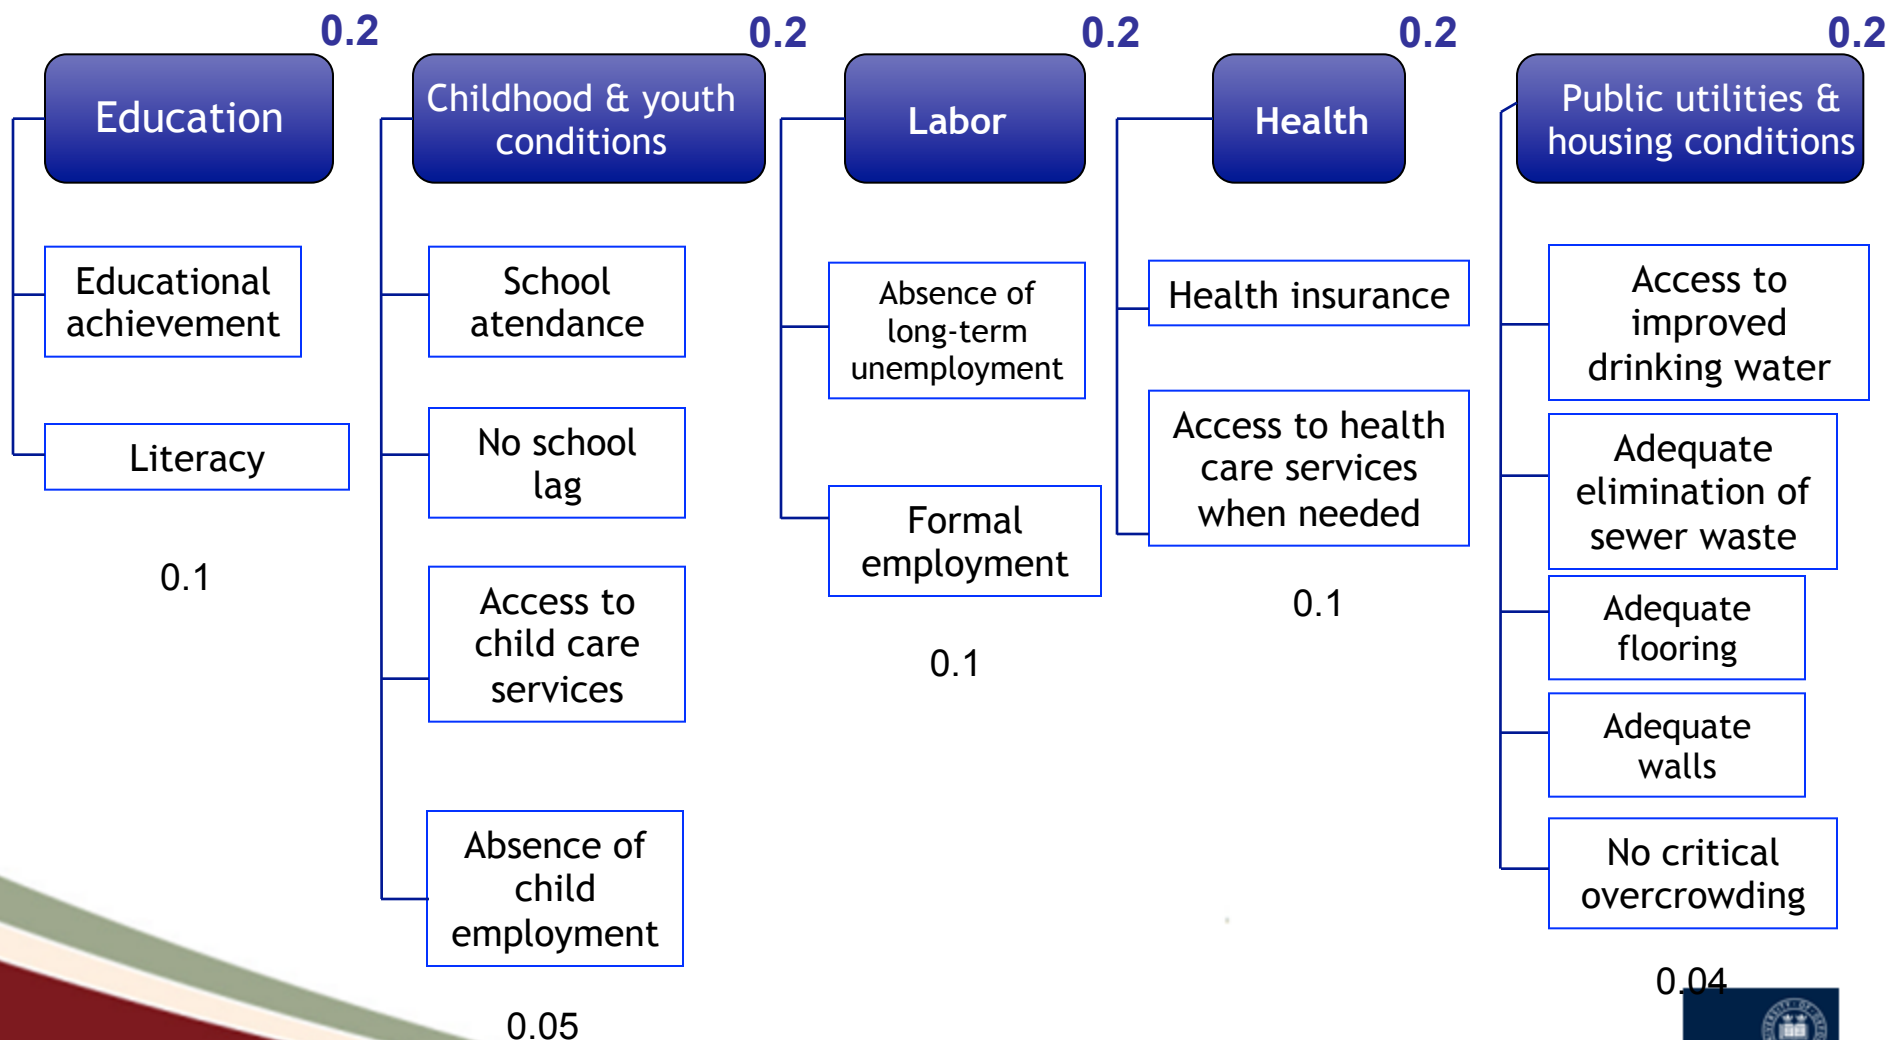 0.2
Education
Educational
achievement
Literacy
0.1
0.2
Childhood & youth
conditions
School
atendance
No school
lag
Access to
child care
services
Absence of
child
employment
0.05
0.2
Labor
Absence of
long-term
unemployment
Formal
employment
0.1
0.2
Health
Health insurance
Access to health
care services
when needed
0.1
0.2
Public utilities &
housing conditions
Access to
improved
drinking water
Adequate
elimination of
sewer waste
Adequate
flooring
Adequate
walls
No critical
overcrowding
0.04